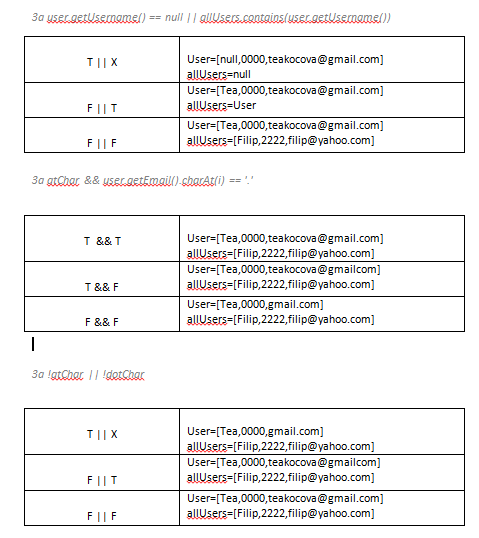 За user.getUsername() == null || allUsers.contains(user.getUsername())
T || X
User=[null,0000,teakocova@gmail.com]
allUsers=null
F || T
User=[Tea,0000,teakocova@gmail.com]
allUsers=User
F || F
User=[Tea,0000,teakocova@gmail.com]
allUsers=[Filip,2222,filip@yahoo.com]
За atChar && user.getEmail().charAt(i) == '.'
T && T
User=[Tea,0000,teakocova@gmail.com]
allUsers=[Filip,2222,filip@yahoo.com]
T && F
User=[Tea,0000,teakocova@gmailcom]
allUsers=[Filip,2222,filip@yahoo.com]
F && F
User=[Tea,0000,gmail.com]
allUsers=[Filip,2222,filip@yahoo.com]
За !atChar || !dotChar
T || X
User=[Tea,0000,gmail.com]
allUsers=[Filip,2222,filip@yahoo.com]
F || T
User=[Tea,0000,teakocova@gmailcom]
allUsers=[Filip,2222,filip@yahoo.com]
F || F
User=[Tea,0000,teakocova@gmail.com]
allUsers=[Filip,2222,filip@yahoo.com]